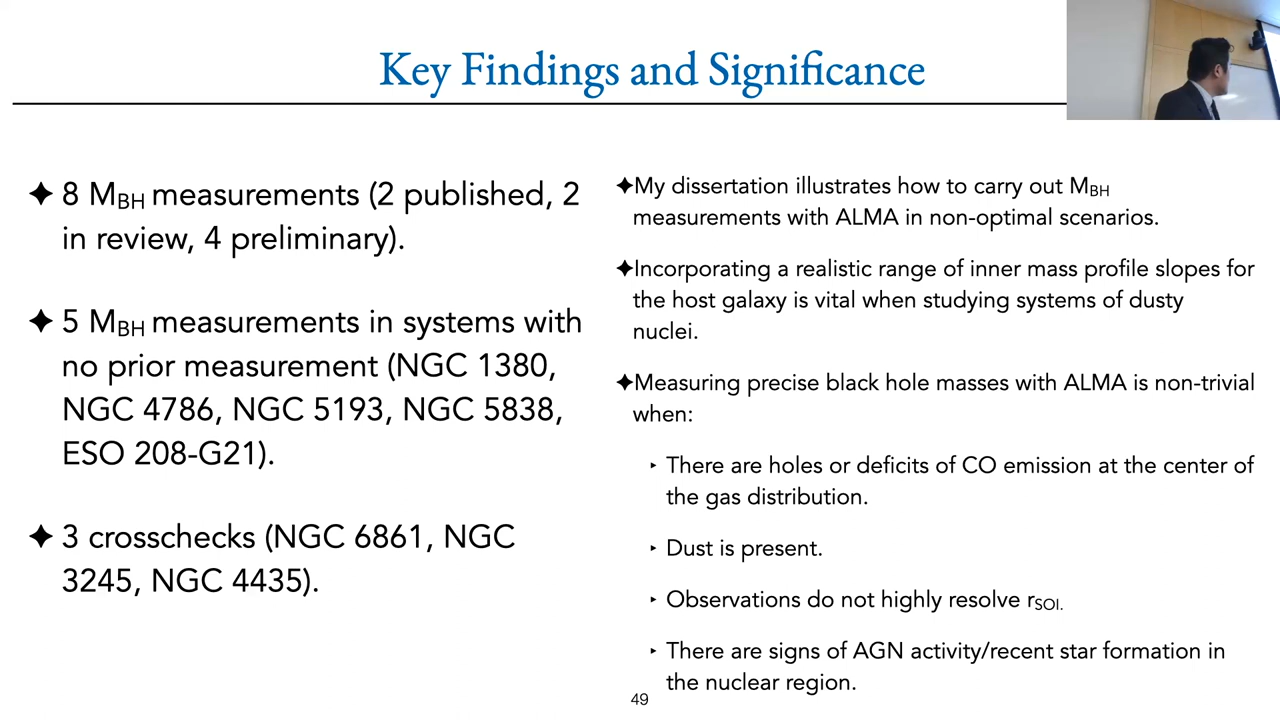 Key Findings and Significance
✦ 8 MBH measurements (2 published, 2
in review, 4 preliminary).
✦ 5 MBH measurements in systems with
no prior measurement (NGC 1380,
NGC 4786, NGC 5193, NGC 5838,
ESO 208-G21).
✦ 3 crosschecks (NGC 6861, NGC
3245, NGC 4435).
✦My dissertation illustrates how to carry out MBH
measurements with ALMA in non-optimal scenarios.
✦Incorporating a realistic range of inner mass profile slopes for
the host galaxy is vital when studying systems of dusty
nuclei.
✦Measuring precise black hole masses with ALMA is non-trivial
when:
‣ There are holes or deficits of CO emission at the center of
the gas distribution.
‣ Dust is present.
‣ Observations do not highly resolve rSOI.
‣ There are signs of AGN activity/recent star formation in
the nuclear region.
49